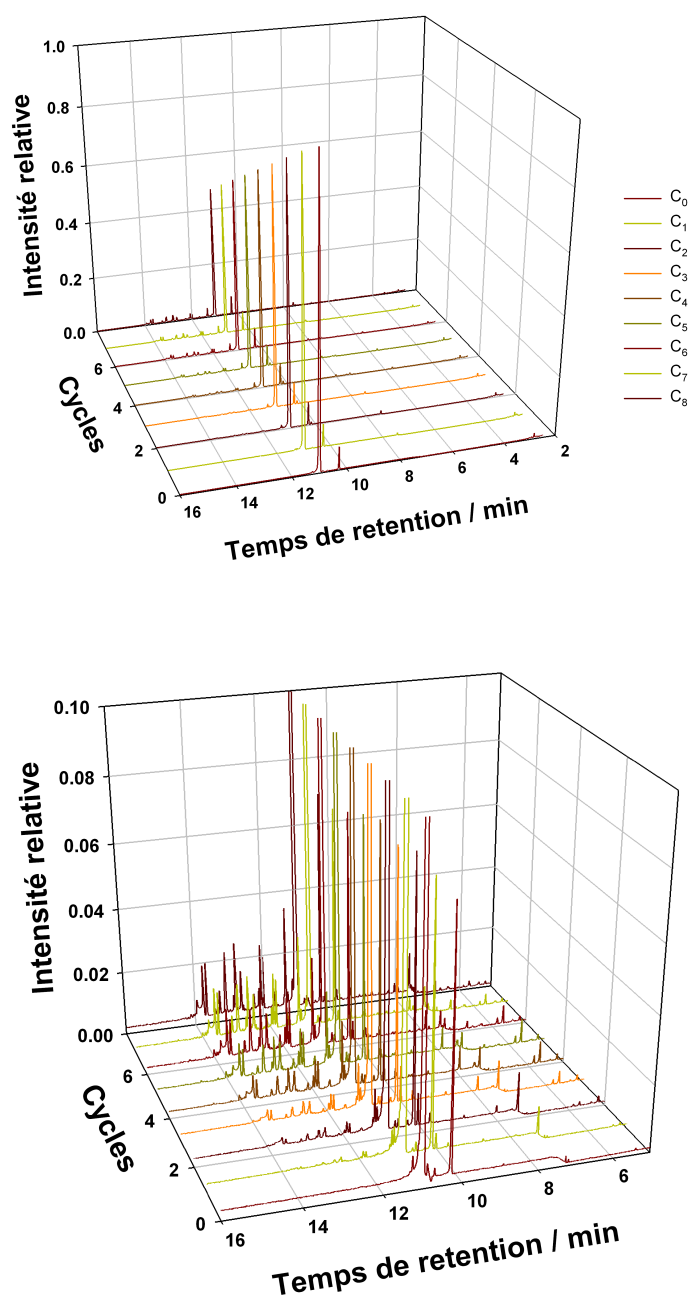 1.0
0.8
0.6
0.4
0.2
0.0
Intensité relative
6
4
2
0
Cycles
16
14
12
10
8
6
4
2
Temps de retention / min
C0
C1
C2
C3
C4
C5
C6
C7
C8
0.10
0.08
0.06
0.04
0.02
0.00
Intensité relative
6
4
2
0
Cycles
16
14
12
10
8
6
Temps de retention / min